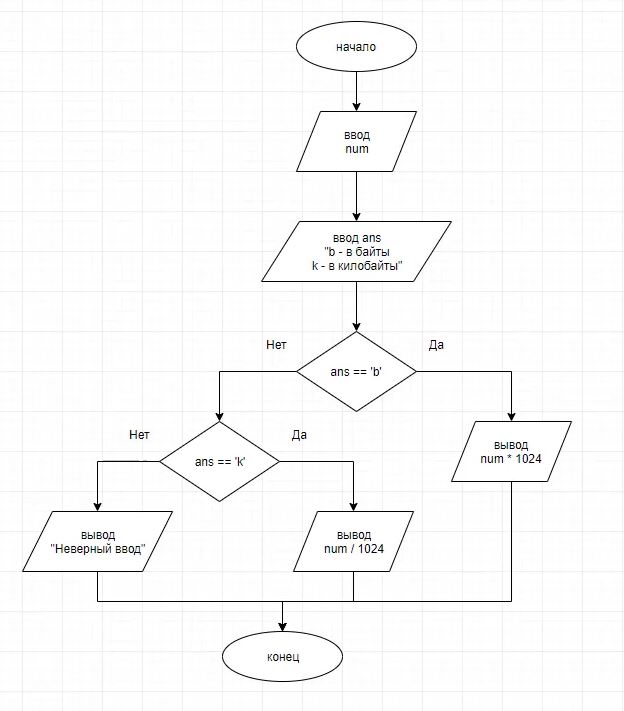 начало
ввод
num
ввод ans
"b - в байты
k - в килобайты"
Нет
Да
ans == 'b'
Нет
Да
ans == 'k'
вывод
num * 1024
вывод
"Неверный ввод"
вывод
num / 1024
конец